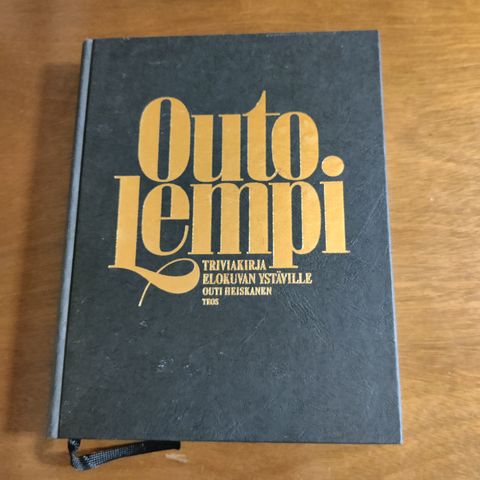 Outo
Lempi
TRIVIAKIRJA
ELOKUVAN YSTÄVILLE
OUTI HEISKANEN
TEOS